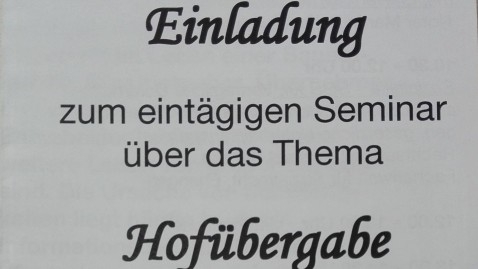 Einladung
zum eintägigen Seminar
über das Thema
Hofübergabe